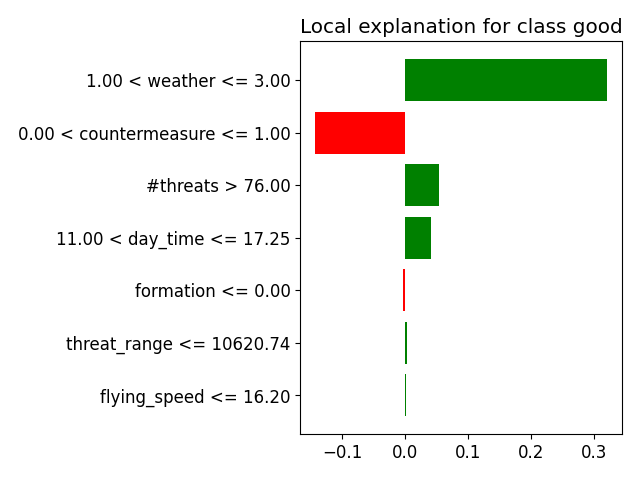 Local explanation for class good
1.00 < weather <= 3.00
0.00 < countermeasure <= 1.00
#threats > 76.00
11.00 < day_time <= 17.25
formation <= 0.00
threat_range <= 10620.74
flying_speed <= 16.20
−0.1 0.0 0.1 0.2 0.3